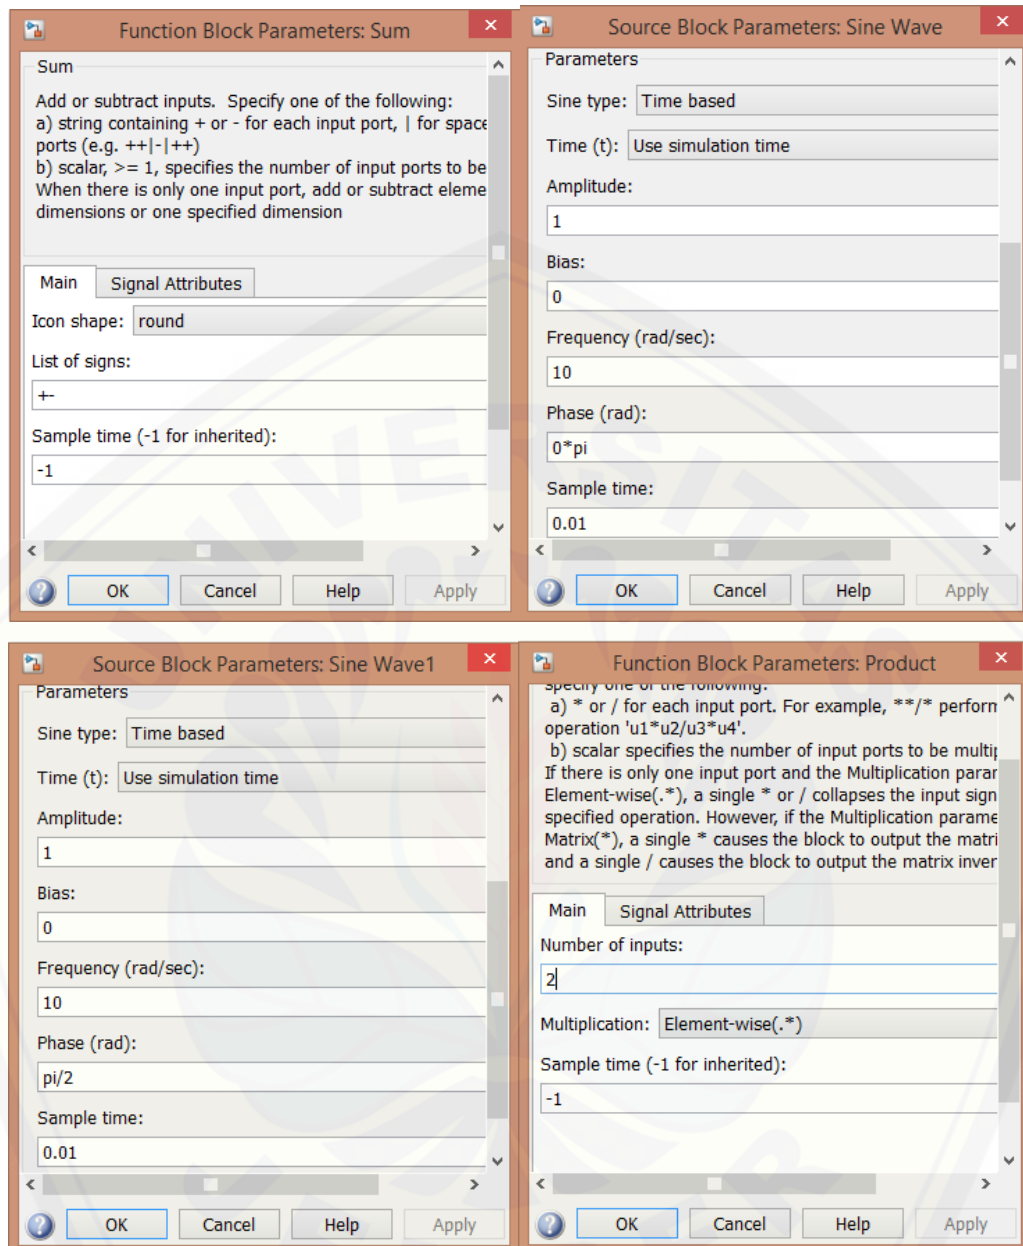 Function Block Parameters: Sum
Sum
Add or subtract inputs. Specify one of the following:
a) string containing + or - for each input port, | for space
ports (e.g. ++|-|++)
b) scalar, >= 1, specifies the number of input ports to be
When there is only one input port, add or subtract eleme
dimensions or one specified dimension
Main
Signal Attributes
Icon shape: round
List of signs:
+-
Sample time (-1 for inherited):
-1
OK
Cancel
Help
Apply
Source Block Parameters: Sine Wave
Parameters
Sine type: Time based
Time (t): Use simulation time
Amplitude:
1
Bias:
0
Frequency (rad/sec):
10
Phase (rad):
0*pi
Sample time:
0.01
OK
Cancel
Help
Apply
Source Block Parameters: Sine Wave1
Parameters
Sine type: Time based
Time (t): Use simulation time
Amplitude:
1
Bias:
0
Frequency (rad/sec):
10
Phase (rad):
pi/2
Sample time:
0.01
OK
Cancel
Help
Apply
Function Block Parameters: Product
specify one of the following:
a) * or / for each input port. For example, **/* perform
operation 'u1*u2/u3*u4'.
b) scalar specifies the number of input ports to be multip
If there is only one input port and the Multiplication parar
Element-wise(.*), a single * or / collapses the input sign
specified operation. However, if the Multiplication parame
Matrix(*), a single * causes the block to output the matri
and a single / causes the block to output the matrix inver
Main
Signal Attributes
Number of inputs:
2
Multiplication: Element-wise(.*)
Sample time (-1 for inherited):
-1
OK
Cancel
Help
Apply
UNIVERSITAS